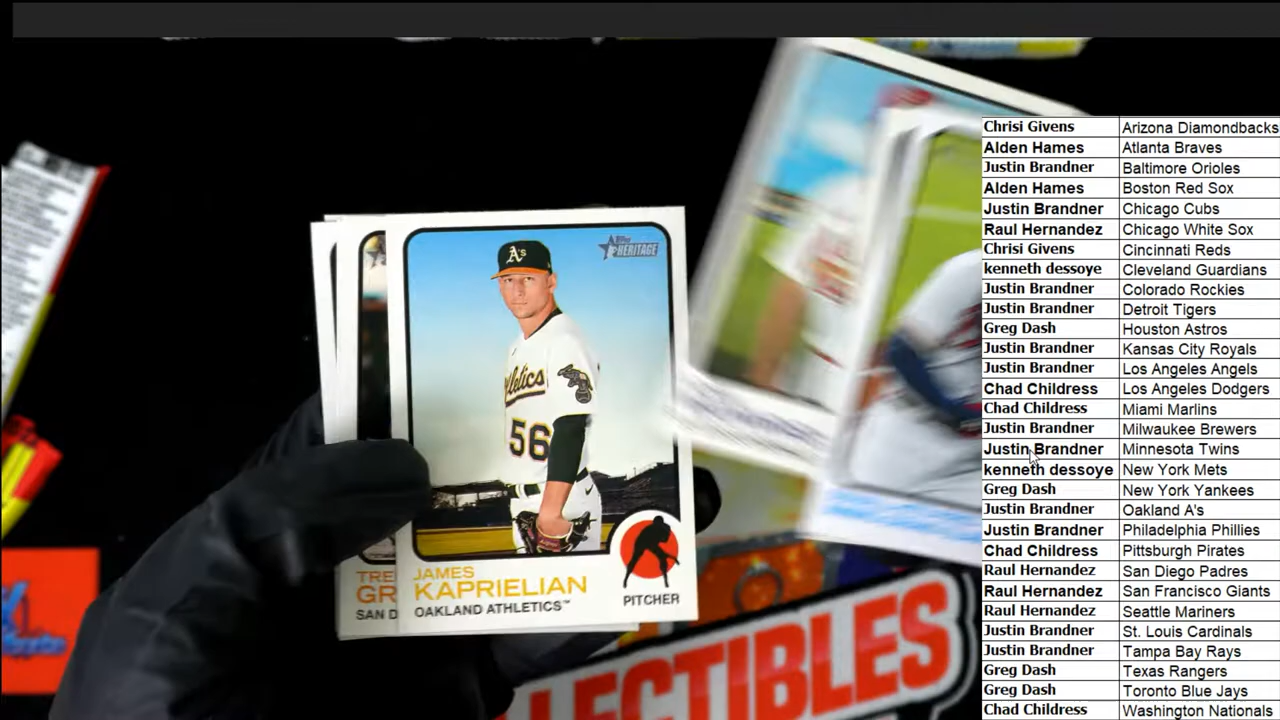 Topps
HERITAGE
A's
Athletics
56
TRE
GR
SAN D
JAMES
KAPRIELIAN
OAKLAND ATHLETICS™
PITCHER
LECTIBLES
Chrisi Givens Arizona Diamondbacks
Alden Hames Atlanta Braves
Justin Brandner Baltimore Orioles
Alden Hames Boston Red Sox
Justin Brandner Chicago Cubs
Raul Hernandez Chicago White Sox
Chrisi Givens Cincinnati Reds
kenneth dessoye Cleveland Guardians
Justin Brandner Colorado Rockies
Justin Brandner Detroit Tigers
Greg Dash Houston Astros
Justin Brandner Kansas City Royals
Justin Brandner Los Angeles Angels
Chad Childress Los Angeles Dodgers
Chad Childress Miami Marlins
Justin Brandner Milwaukee Brewers
Justin Brandner Minnesota Twins
kenneth dessoye New York Mets
Greg Dash New York Yankees
Justin Brandner Oakland A's
Justin Brandner Philadelphia Phillies
Chad Childress Pittsburgh Pirates
Raul Hernandez San Diego Padres
Raul Hernandez San Francisco Giants
Raul Hernandez Seattle Mariners
Justin Brandner St. Louis Cardinals
Justin Brandner Tampa Bay Rays
Greg Dash Texas Rangers
Greg Dash Toronto Blue Jays
Chad Childress Washington Nationals